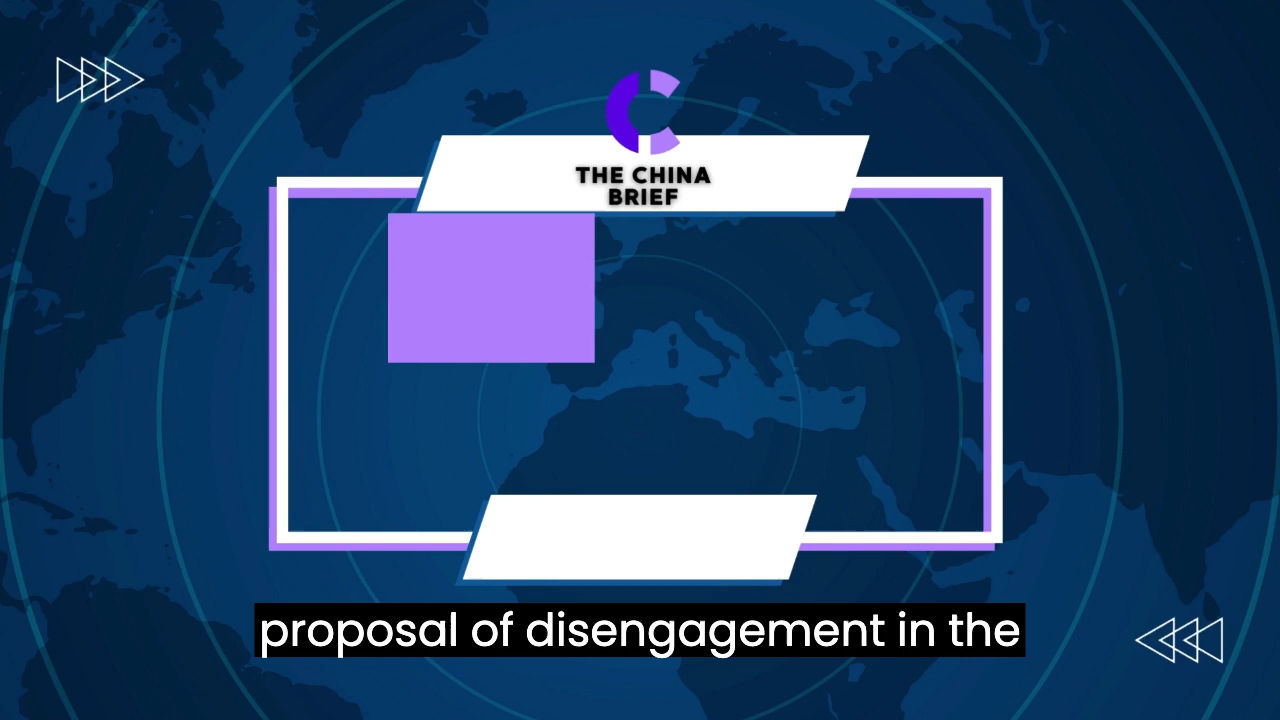 THE CHINA
BRIEF
proposal of disengagement in the